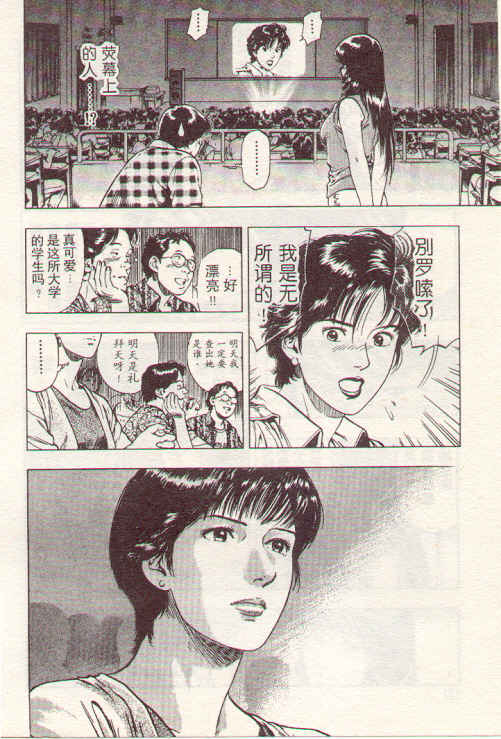 荧幕上
的人
………!?
……
……
………
别罗嗦了!
我是无
所谓的!
…好
漂亮!!
真可爱…
是这所大学
的学生吗?
明天我
一定要
查出她
是谁.
明天是礼
拜天呀!
………